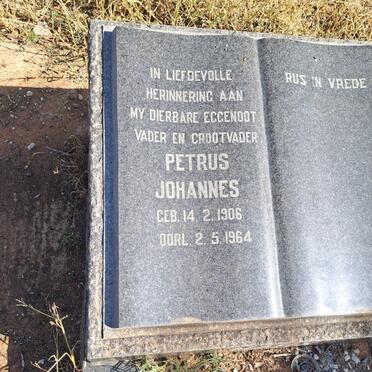 IN LIEFDEVOLLE
HERINNERING AAN
MY DIERBARE EGGENOOT
VADER EN GROOTVADER
PETRUS
JOHANNES
GEB. 14. 2. 1906
OORL. 2. 5. 1964
RUS 'N VREDE